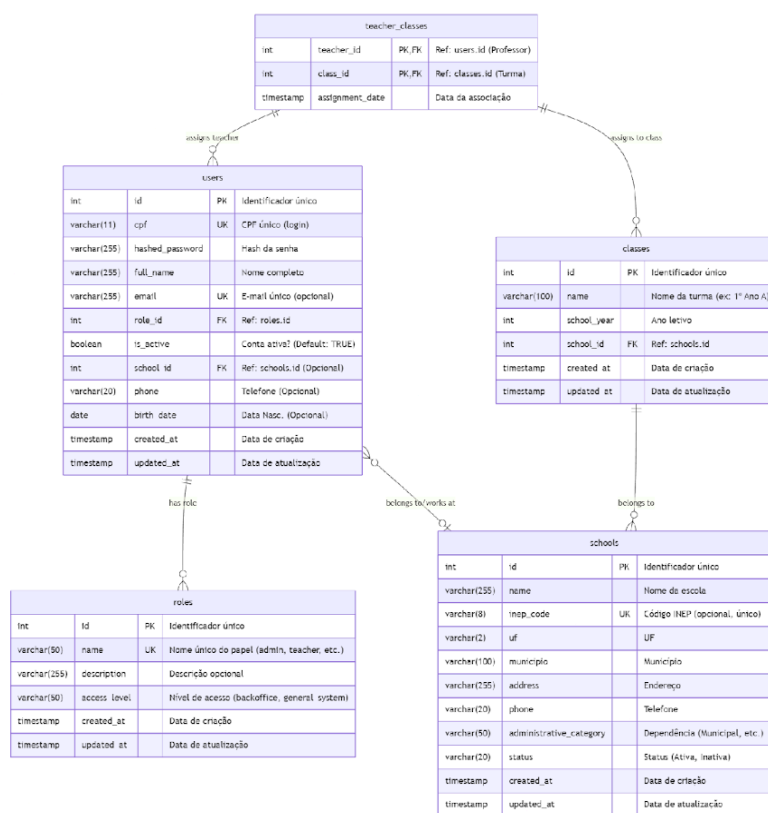 teacher_classes
int teacher_id PK,FK Ref: users.id (Professor)
int class_id PK,FK Ref: classes.id (Turma)
timestamp assignment_date Data da associação
assigns teacher
assigns to class
users
int id PK Identificador único
varchar(11) cpf UK CPF único (login)
varchar(255) hashed_password Hash da senha
varchar(255) full_name Nome completo
varchar(255) email UK E-mail único (opcional)
int role_id FK Ref: roles.id
boolean is_active Conta ativa? (Default: TRUE)
int school_id FK Ref: schools.id (Opcional)
varchar(20) phone Telefone (Opcional)
date birth_date Data Nasc. (Opcional)
timestamp created_at Data de criação
timestamp updated_at Data de atualização
classes
int id PK Identificador único
varchar(100) name Nome da turma (ex: 1º Ano A)
int school_year Ano letivo
int school_id FK Ref: schools.id
timestamp created_at Data de criação
timestamp updated_at Data de atualização
has role
belongs to/works at
belongs to
roles
int id PK Identificador único
varchar(50) name UK Nome único do papel (admin, teacher, etc.)
varchar(255) description Descrição opcional
varchar(50) access_level Nível de acesso (backoffice, general_system)
timestamp created_at Data de criação
timestamp updated_at Data de atualização
schools
int id PK Identificador único
varchar(255) name Nome da escola
varchar(8) inep_code UK Código INEP (opcional, único)
varchar(2) uf UF
varchar(100) municipio Município
varchar(255) address Endereço
varchar(20) phone Telefone
varchar(50) administrative_category Dependência (Municipal, etc.)
varchar(20) status Status (Ativa, Inativa)
timestamp created_at Data de criação
timestamp updated_at Data de atualização